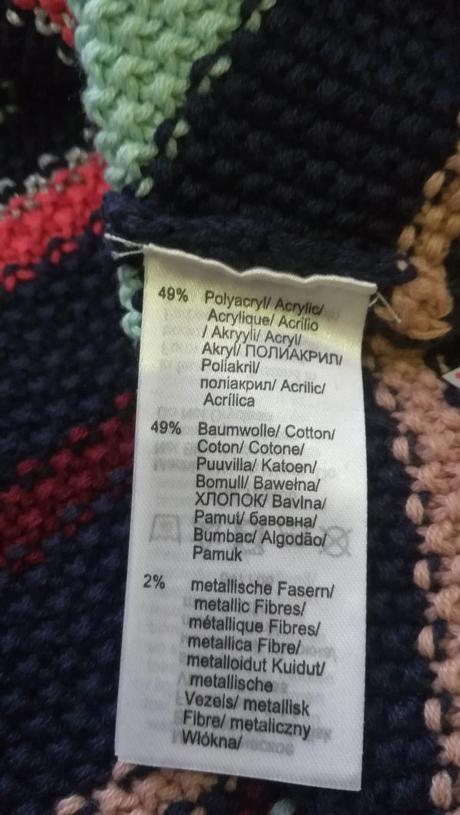 49% Polyacryl/ Acrylic/
Acrylique/ Acrilio
/ Akryyli/ Acryl/
Akryl/ ПОЛИАКРИЛ/
Poliakril/
поліакрил/ Acrilic/
Acrílica
49% Baumwolle/ Cotton/
Coton/ Cotone/
Puuvilla/ Katoen/
Bomull/ Bawełna/
ХЛОПОК/ Bavlna/
Pamut/ бавовна/
Bumbac/ Algodão/
Pamuk
2% metallische Fasern/
metallic Fibres/
métallique Fibres/
metallica Fibre/
metalloidut Kuidut/
metallische
Vezels/ metallisk
Fibre/ metaliczny
Włókna/